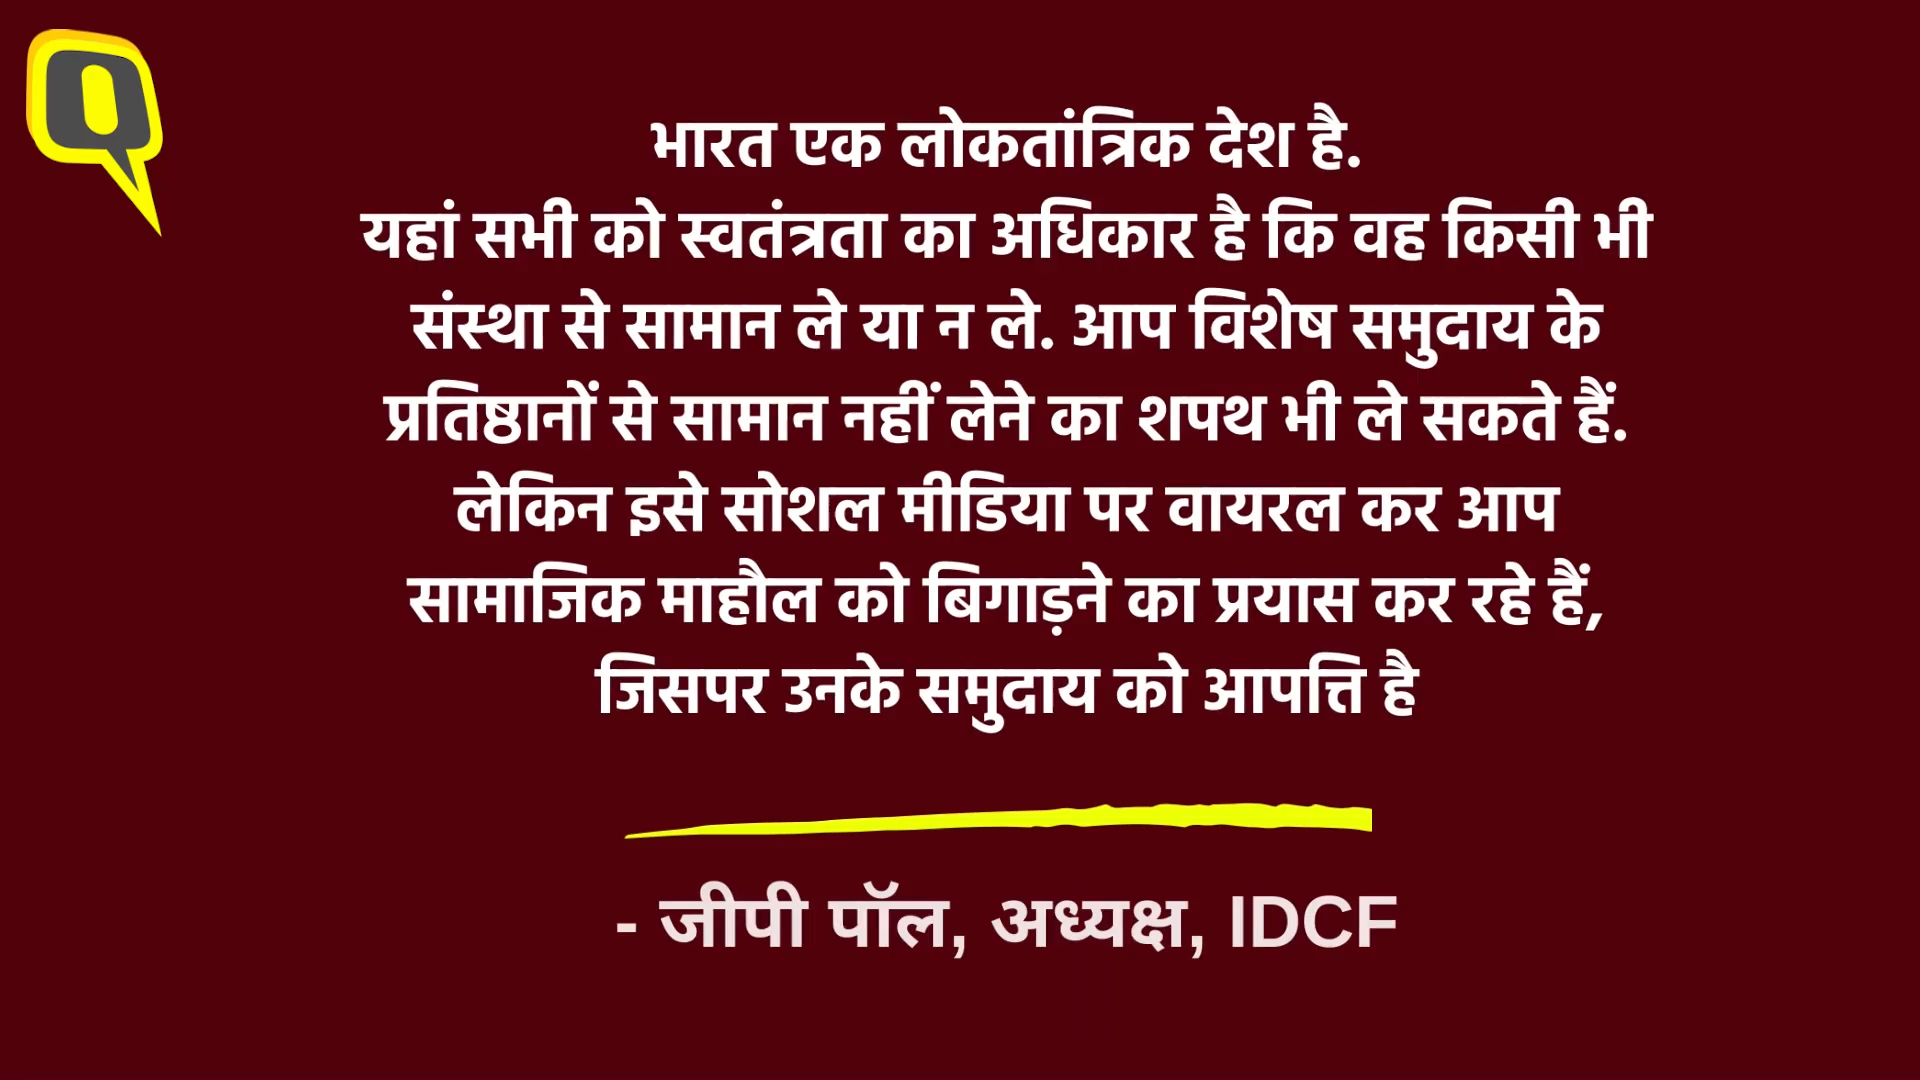 भारत एक लोकतांत्रिक देश है.
यहां सभी को स्वतंत्रता का अधिकार है कि वह किसी भी
संस्था से सामान ले या न ले. आप विशेष समुदाय के
प्रतिष्ठानों से सामान नहीं लेने का शपथ भी ले सकते हैं.
लेकिन इसे सोशल मीडिया पर वायरल कर आप
सामाजिक माहौल को बिगाड़ने का प्रयास कर रहे हैं,
जिसपर उनके समुदाय को आपत्ति है
- जीपी पॉल, अध्यक्ष, IDCF